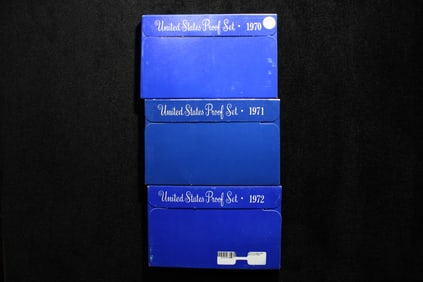 United States Proof Set · 1970
United States Proof Set · 1971
United States Proof Set · 1972